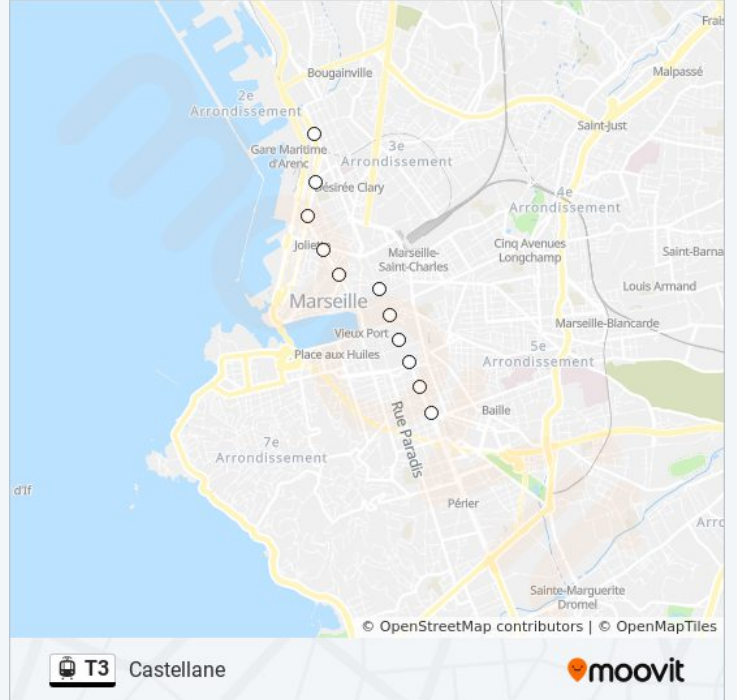 Frais
Bougainville
Malpassé
2e
Arrondissement
Saint-Just
Gare Maritime
d'Arenc
3e
Arrondissement
Désirée Clary
4e
Arrondissement
Joliette
Marseille-
Saint-Charles
Cinq Avenues
Longchamp
Saint-Barna
Louis Armand
Marseille
Vieux Port
Marseille-Blancarde
Place aux Huiles
5e
Arrondissement
Rue Paradis
Baille
7e
Arrondissement
d'If
Périer
Arro
Sainte-Marguerite
Dromel
© OpenStreetMap contributors | © OpenMapTiles
T3 Castellane
moovit